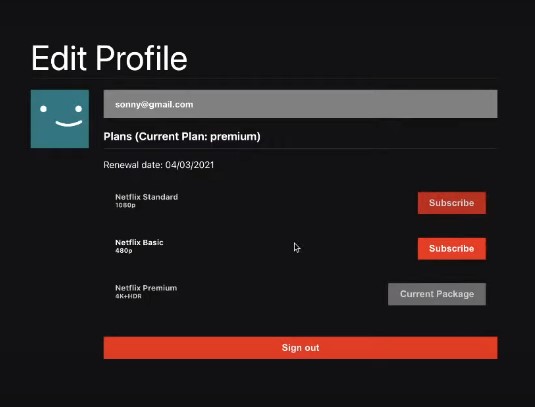 Edit Profile
sonny@gmail.com
Plans (Current Plan: premium)
Renewal date: 04/03/2021
Netflix Standard
1080p
Subscribe
Netflix Basic
480p
Subscribe
Netflix Premium
4K+HDR
Current Package
Sign out